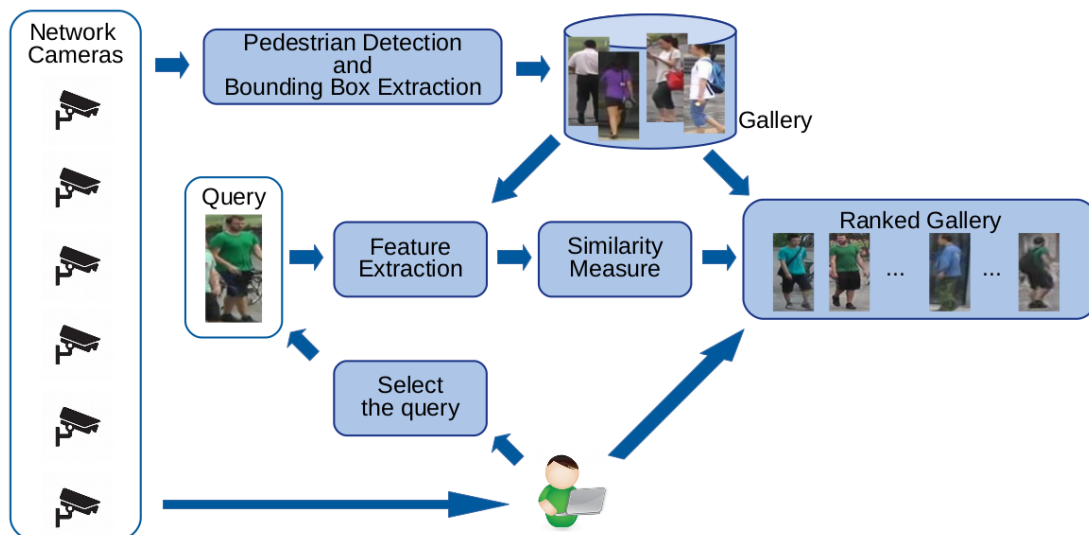 Network
Cameras
Pedestrian Detection
and
Bounding Box Extraction
Gallery
Query
Feature
Extraction
Similarity
Measure
Ranked Gallery
...
...
Select
the query